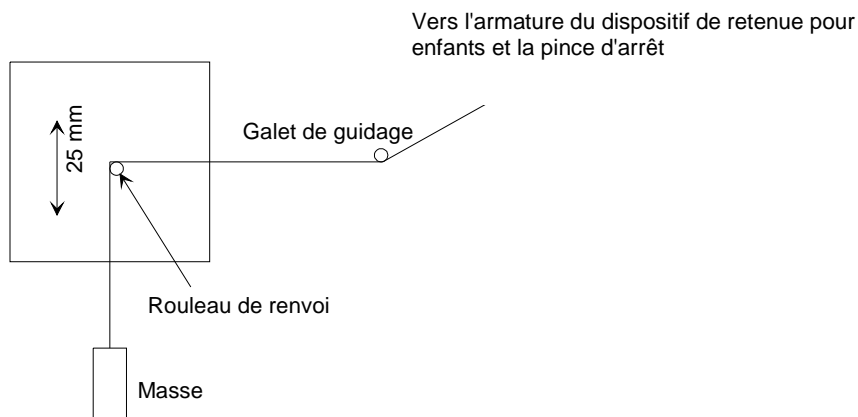 Vers l'armature du dispositif de retenue pour
enfants et la pince d'arrêt
Galet de guidage
25 mm
Rouleau de renvoi
Masse